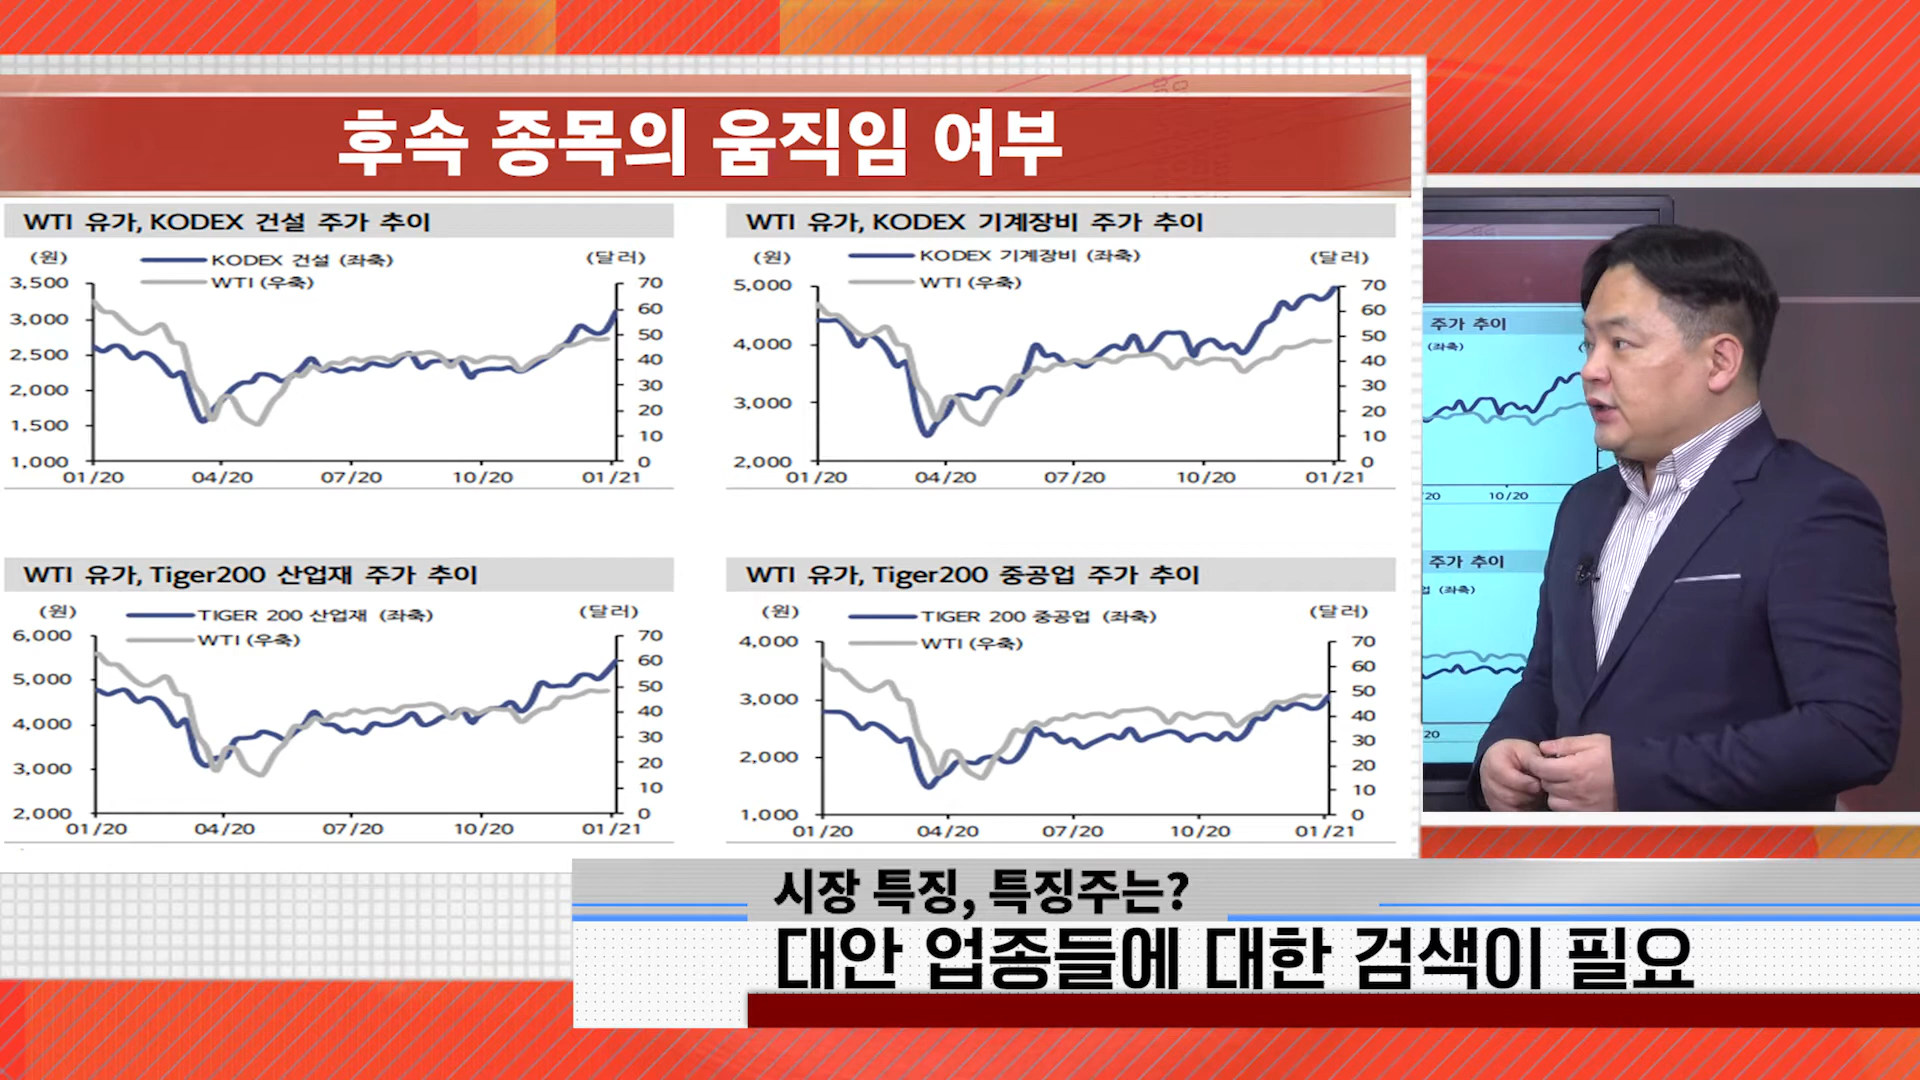 후속 종목의 움직임 여부
WTI 유가, KODEX 건설 주가 추이
(원)
(달러)
KODEX 건설 (좌축)
WTI (우축)
3,500
3,000
2,500
2,000
1,500
1,000
70
60
50
40
30
20
10
0
01/20
04/20
07/20
10/20
01/21
WTI 유가, KODEX 기계장비 주가 추이
(원)
(달러)
KODEX 기계장비 (좌축)
WTI (우축)
5,000
4,000
3,000
2,000
70
60
50
40
30
20
10
0
01/20
04/20
07/20
10/20
01/21
WTI 유가, Tiger200 산업재 주가 추이
(원)
(달러)
TIGER 200 산업재 (좌축)
WTI (우축)
6,000
5,000
4,000
3,000
2,000
70
60
50
40
30
20
10
0
01/20
04/20
07/20
10/20
01/21
WTI 유가, Tiger200 중공업 주가 추이
(원)
(달러)
TIGER 200 중공업 (좌축)
WTI (우축)
4,000
3,000
2,000
1,000
70
60
50
40
30
20
10
0
01/20
04/20
07/20
10/20
01/21
주가 추이
(좌축)
20
10/20
주가 추이
(좌축)
20
시장 특징, 특징주는?
대안 업종들에 대한 검색이 필요